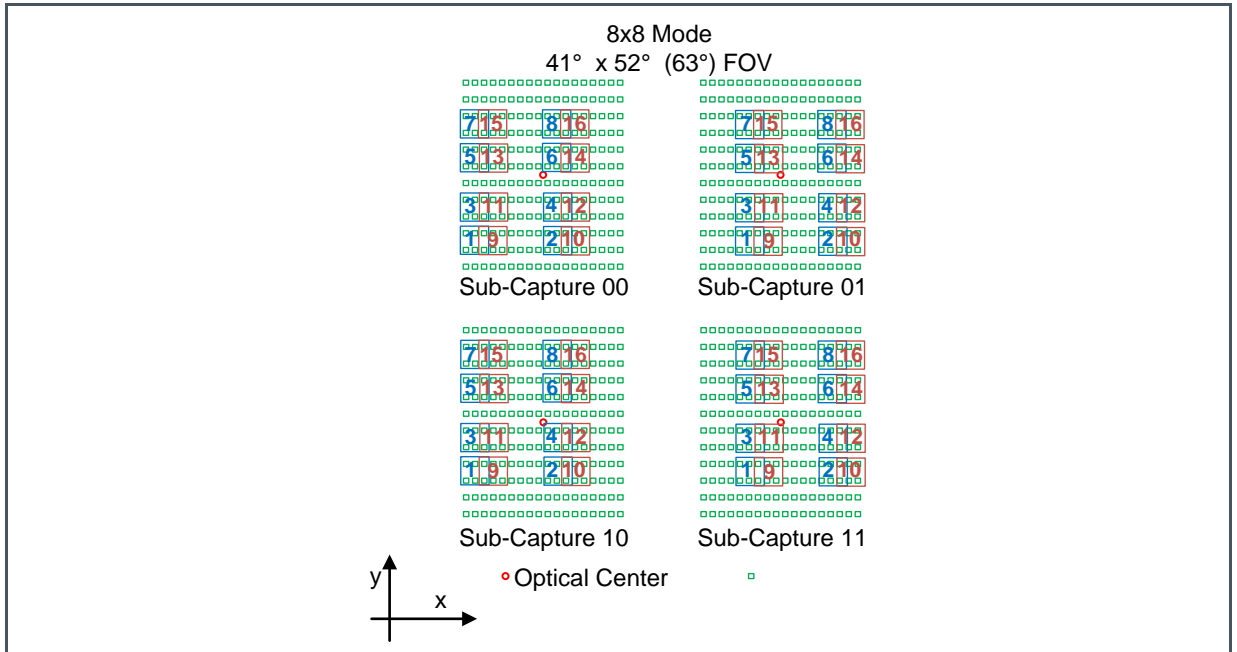 8x8 Mode
41° x 52° (63°) FOV
7 15 8 16 7 15 8 16
5 13 6 14 5 13 6 14
3 11 4 12 3 11 4 12
1 9 2 10 1 9 2 10
Sub-Capture 00 Sub-Capture 01
7 15 8 16 7 15 8 16
5 13 6 14 5 13 6 14
3 11 4 12 3 11 4 12
1 9 2 10 1 9 2 10
Sub-Capture 10 Sub-Capture 11
y Optical Center
x